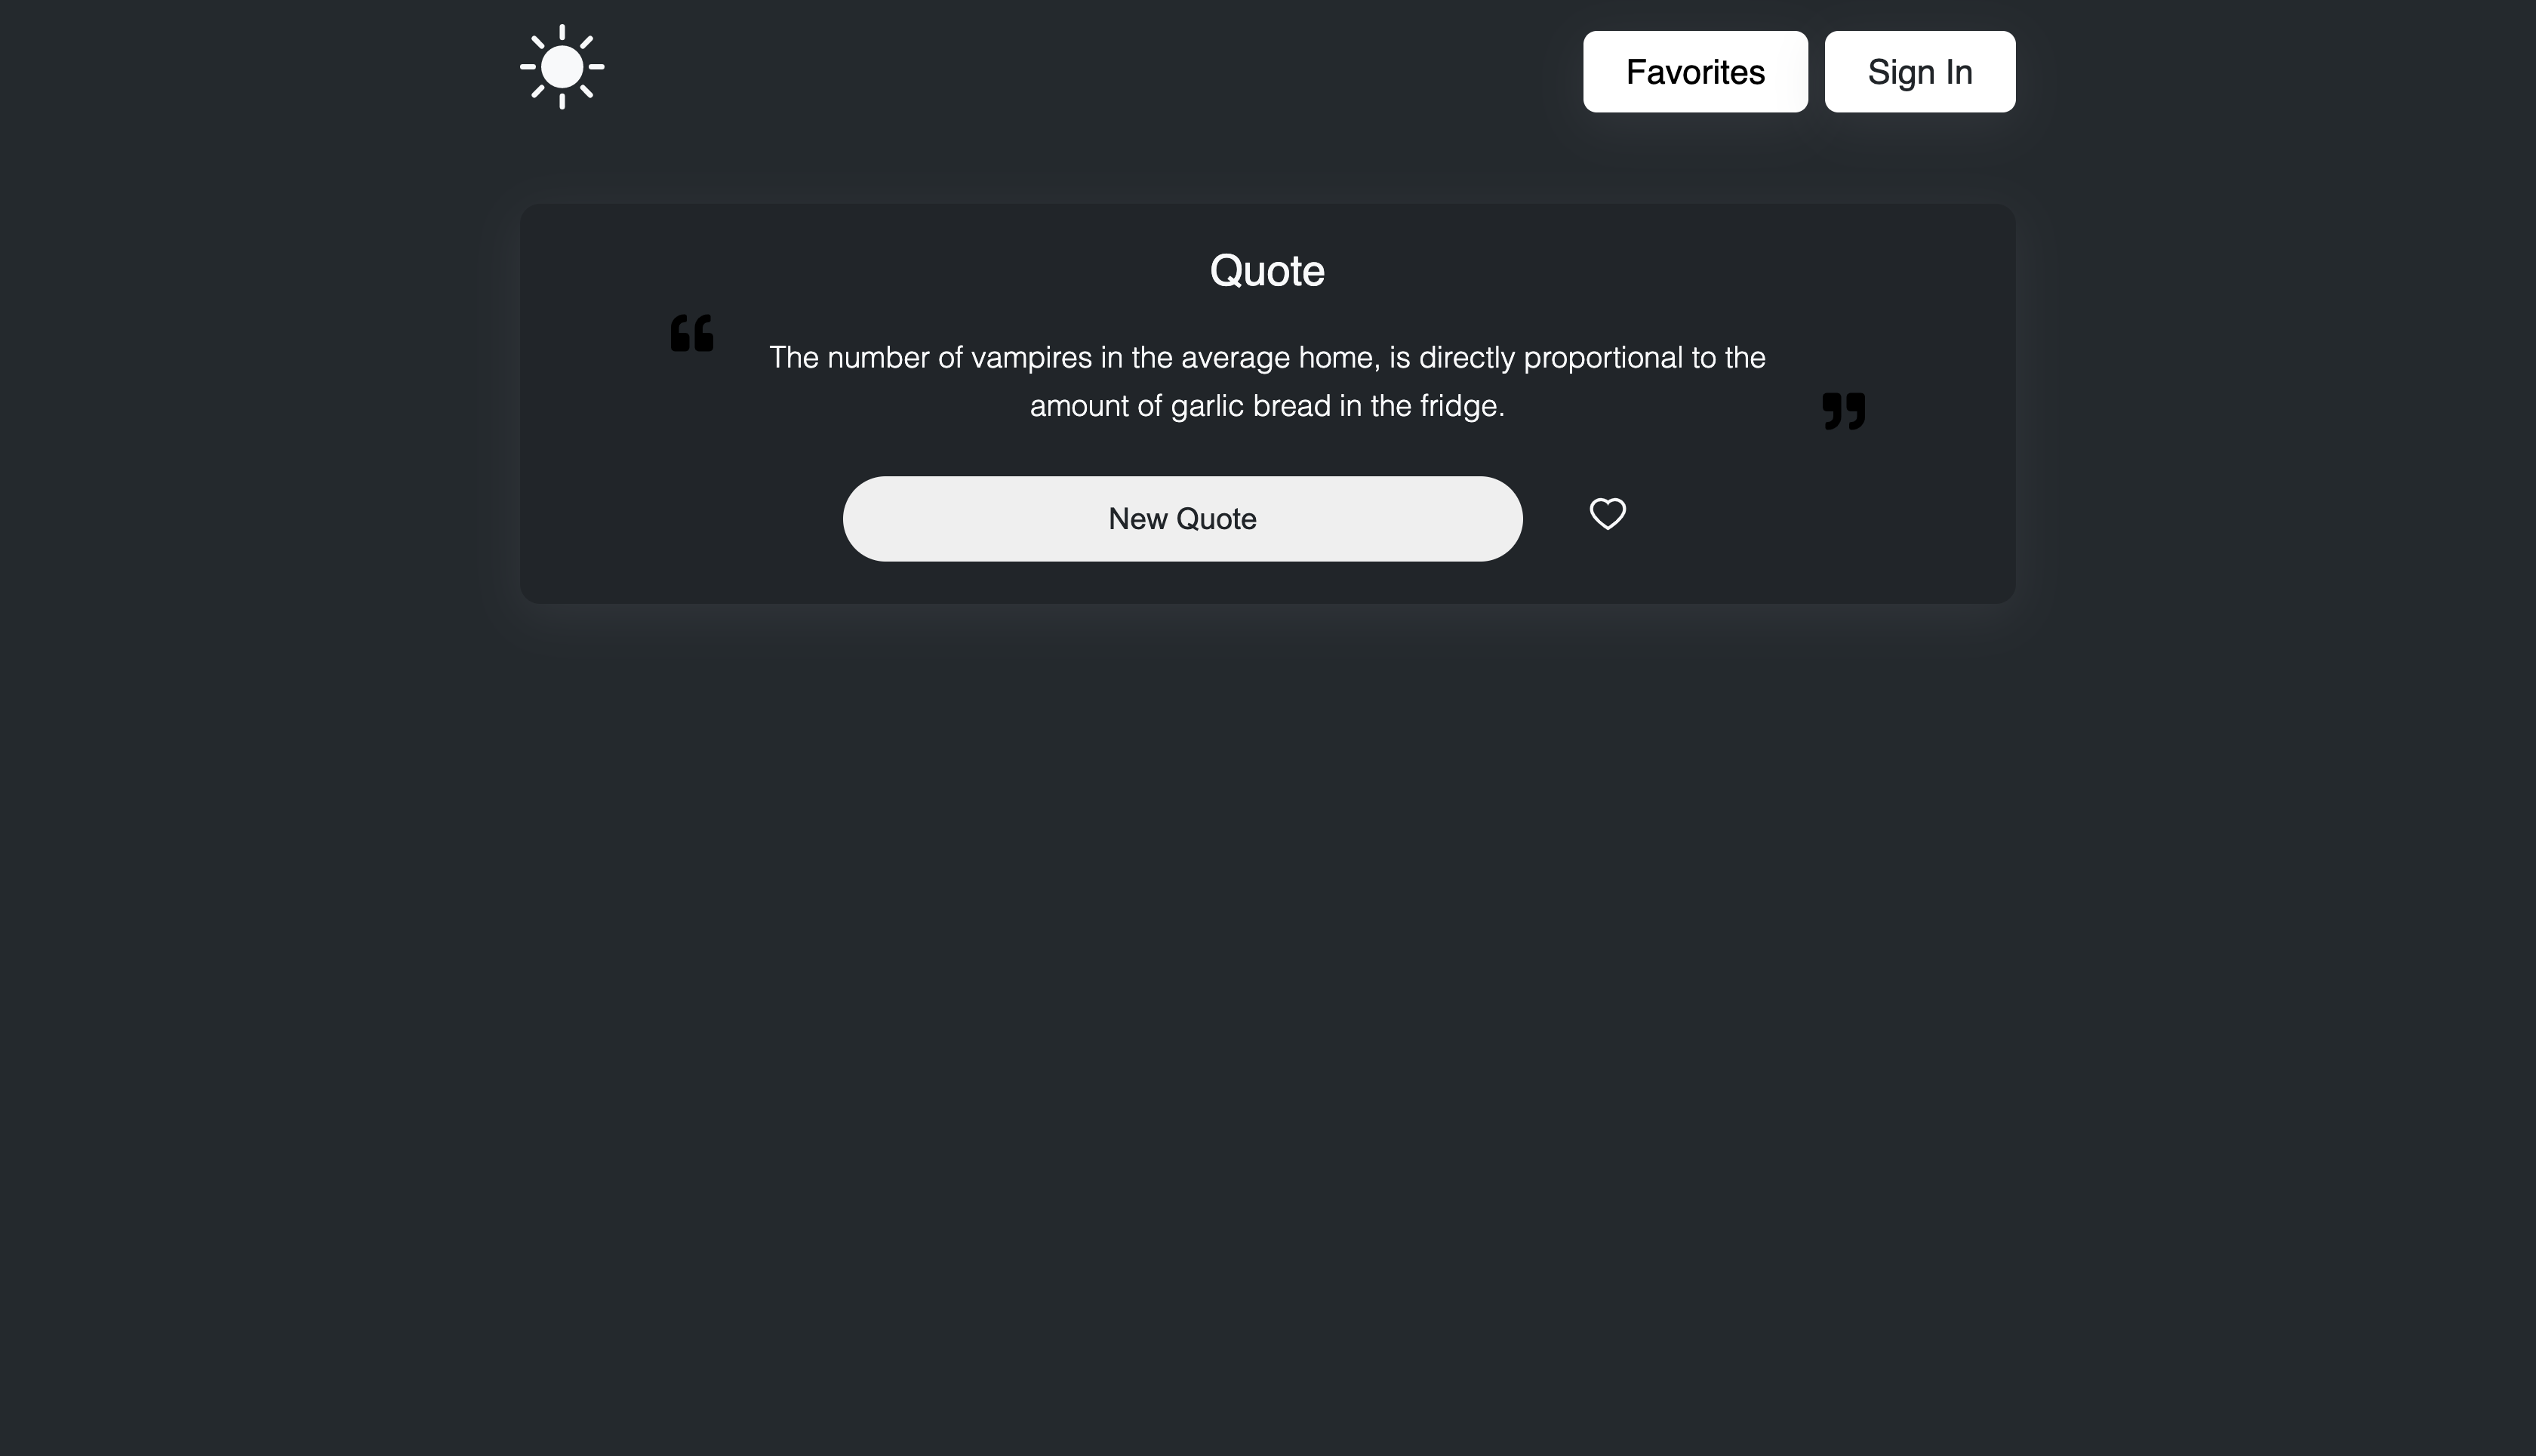 Favorites
Sign In
Quote
❝
The number of vampires in the average home, is directly proportional to the
amount of garlic bread in the fridge.
❞
New Quote